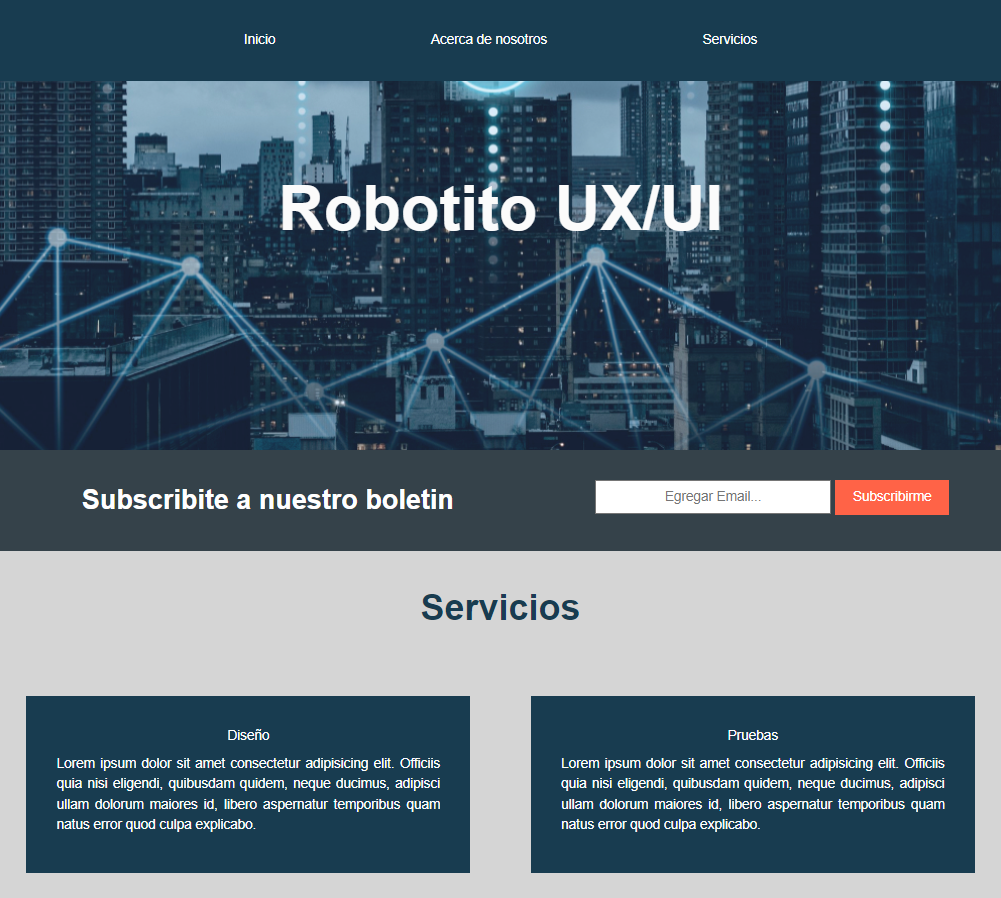 Inicio
Acerca de nosotros
Servicios
Robotito UX/UI
Subscribite a nuestro boletin
Egregar Email...
Subscribirme
Servicios
Diseño
Lorem ipsum dolor sit amet consectetur adipisicing elit. Officiis
quia nisi eligendi, quibusdam quidem, neque ducimus, adipisci
ullam dolorum maiores id, libero aspernatur temporibus quam
natus error quod culpa explicabo.
Pruebas
Lorem ipsum dolor sit amet consectetur adipisicing elit. Officiis
quia nisi eligendi, quibusdam quidem, neque ducimus, adipisci
ullam dolorum maiores id, libero aspernatur temporibus quam
natus error quod culpa explicabo.